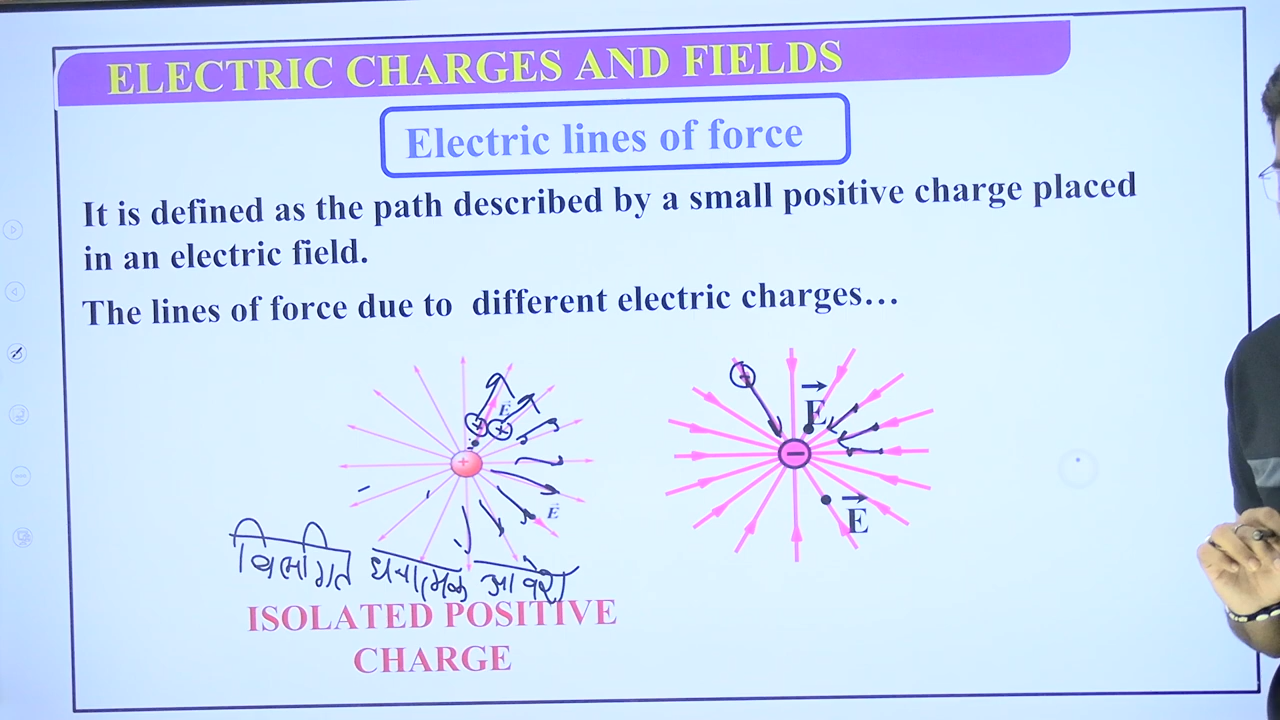 ELECTRIC CHARGES AND FIELDS
Electric lines of force
It is defined as the path described by a small positive charge placed
in an electric field.
The lines of force due to different electric charges…
E
E
E
E
+
+
+
−
−
धनात्मक आवेश
ISOLATED POSITIVE
CHARGE